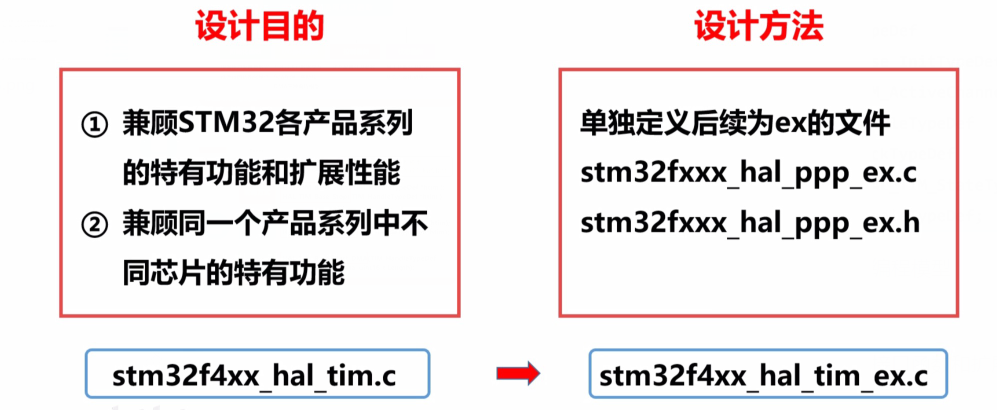 设计目的
设计方法
① 兼顾STM32各产品系列
的特有功能和扩展性能
② 兼顾同一个产品系列中不
同芯片的特有功能
单独定义后续为ex的文件
stm32fxxx_hal_ppp_ex.c
stm32fxxx_hal_ppp_ex.h
stm32f4xx_hal_tim.c
stm32f4xx_hal_tim_ex.c